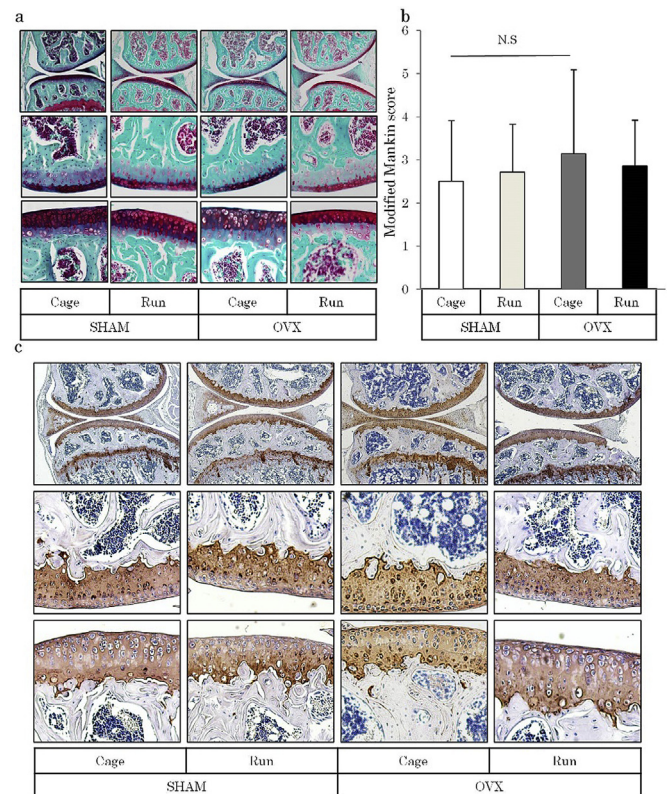 a
Cage Run Cage Run
SHAM OVX
b
N.S
Modified Mankin score
6
5
4
3
2
1
0
Cage Run Cage Run
SHAM OVX
c
Cage Run Cage Run
SHAM OVX